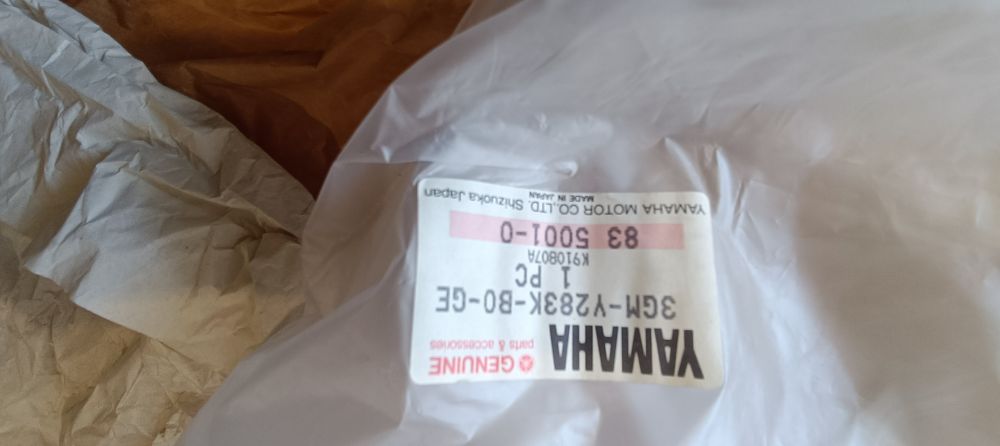 YAMAHA GENUINE
parts & accessories
3GM-Y283K-B0-GE
1 PC
K910807A
83 5001-0
YAMAHA MOTOR CO.,LTD. Shizuoka Japan
MADE IN JAPAN